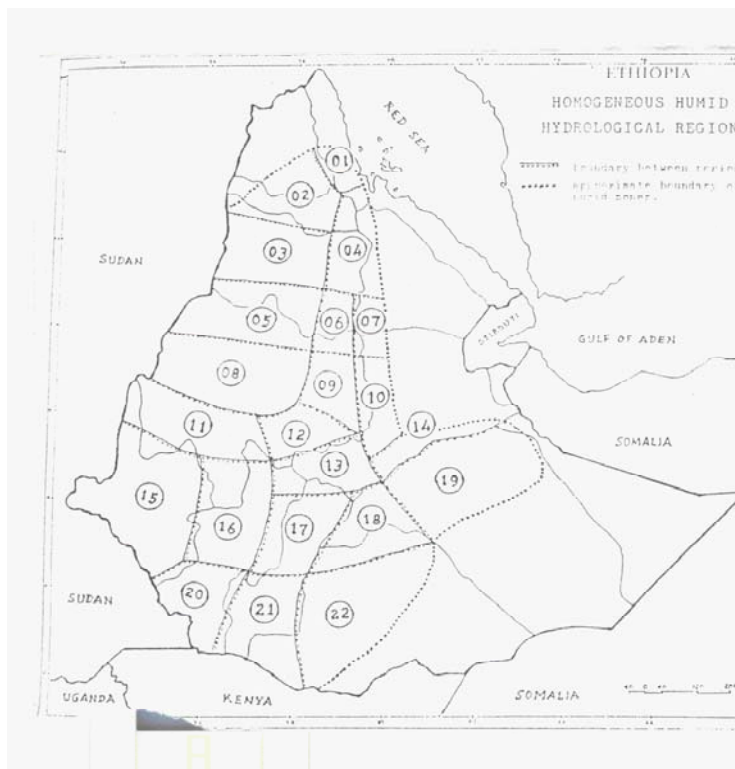 ETHIOPIA
HOMOGENEOUS HUMID
HYDROLOGICAL REGION
RED SEA
01
02
03
04
SUDAN
05
06
07
DJIBOUTI
GULF OF ADEN
08
09
10
11
12
14
SOMALIA
13
15
19
16
17
18
SUDAN
20
21
22
UGANDA
KENYA
SOMALIA